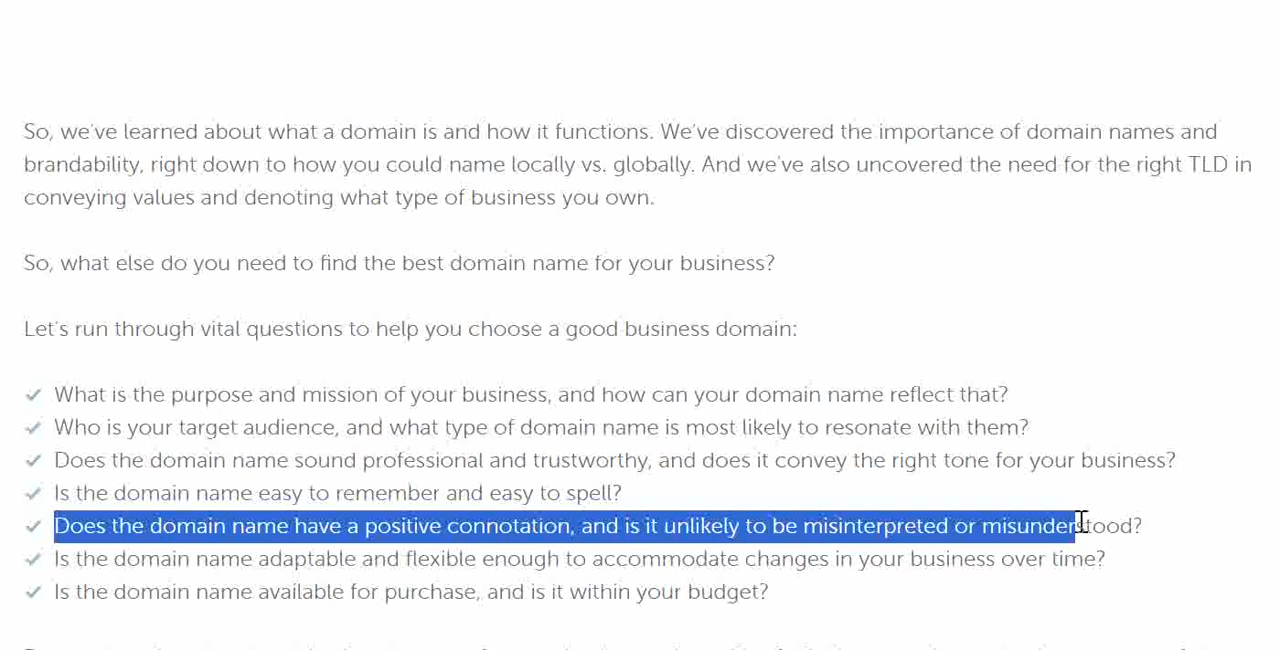 So, we've learned about what a domain is and how it functions. We've discovered the importance of domain names and
brandability, right down to how you could name locally vs. globally. And we've also uncovered the need for the right TLD in
conveying values and denoting what type of business you own.
So, what else do you need to find the best domain name for your business?
Let's run through vital questions to help you choose a good business domain:
What is the purpose and mission of your business, and how can your domain name reflect that?
Who is your target audience, and what type of domain name is most likely to resonate with them?
Does the domain name sound professional and trustworthy, and does it convey the right tone for your business?
Is the domain name easy to remember and easy to spell?
Does the domain name have a positive connotation, and is it unlikely to be misinterpreted or misunderstood?
Is the domain name adaptable and flexible enough to accommodate changes in your business over time?
Is the domain name available for purchase, and is it within your budget?